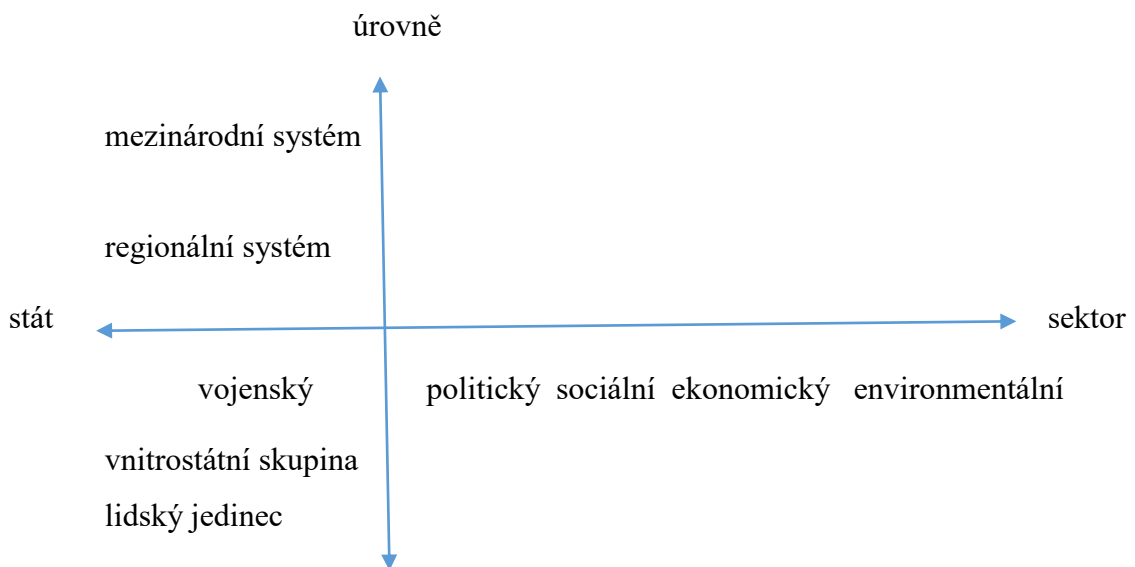 úrovně
mezinárodní systém
regionální systém
stát
sektor
vojenský politický sociální ekonomický environmentální
vnitrostátní skupina
lidský jedinec